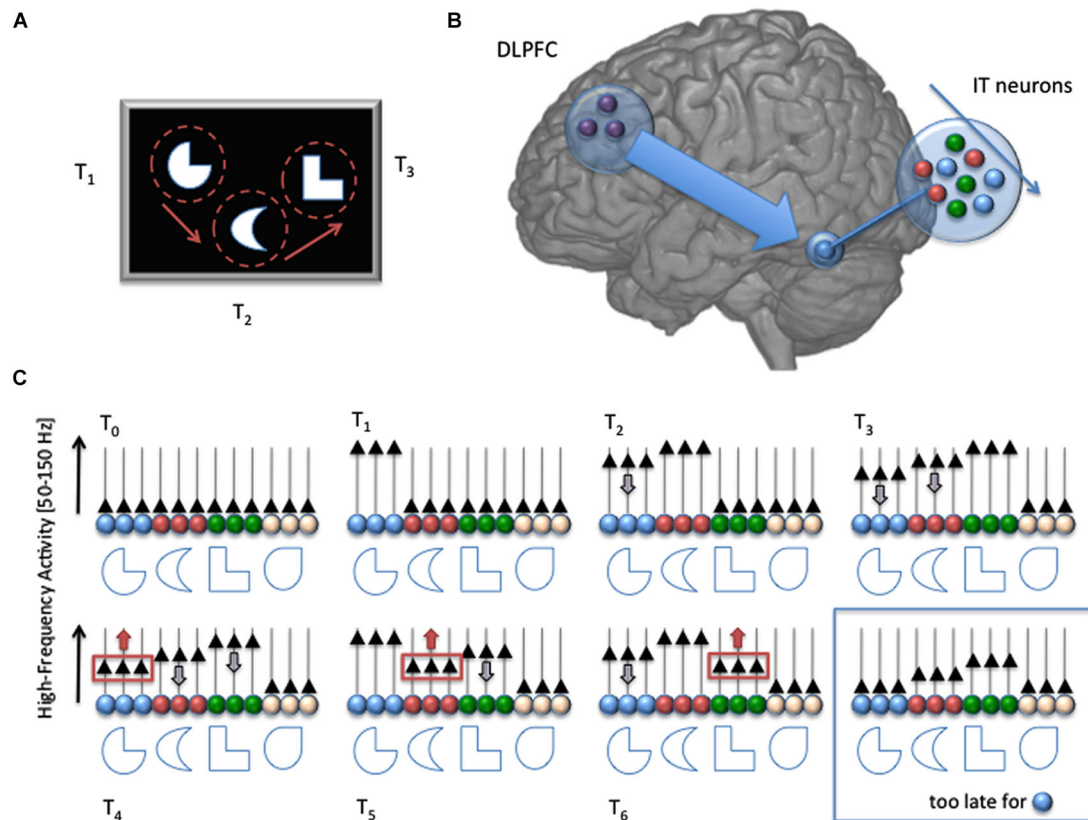 A
T1
T3
T2
B
DLPFC
IT neurons
C
High-Frequency Activity [50-150 Hz]
T0
T1
T2
T3
T4
T5
T6
too late for